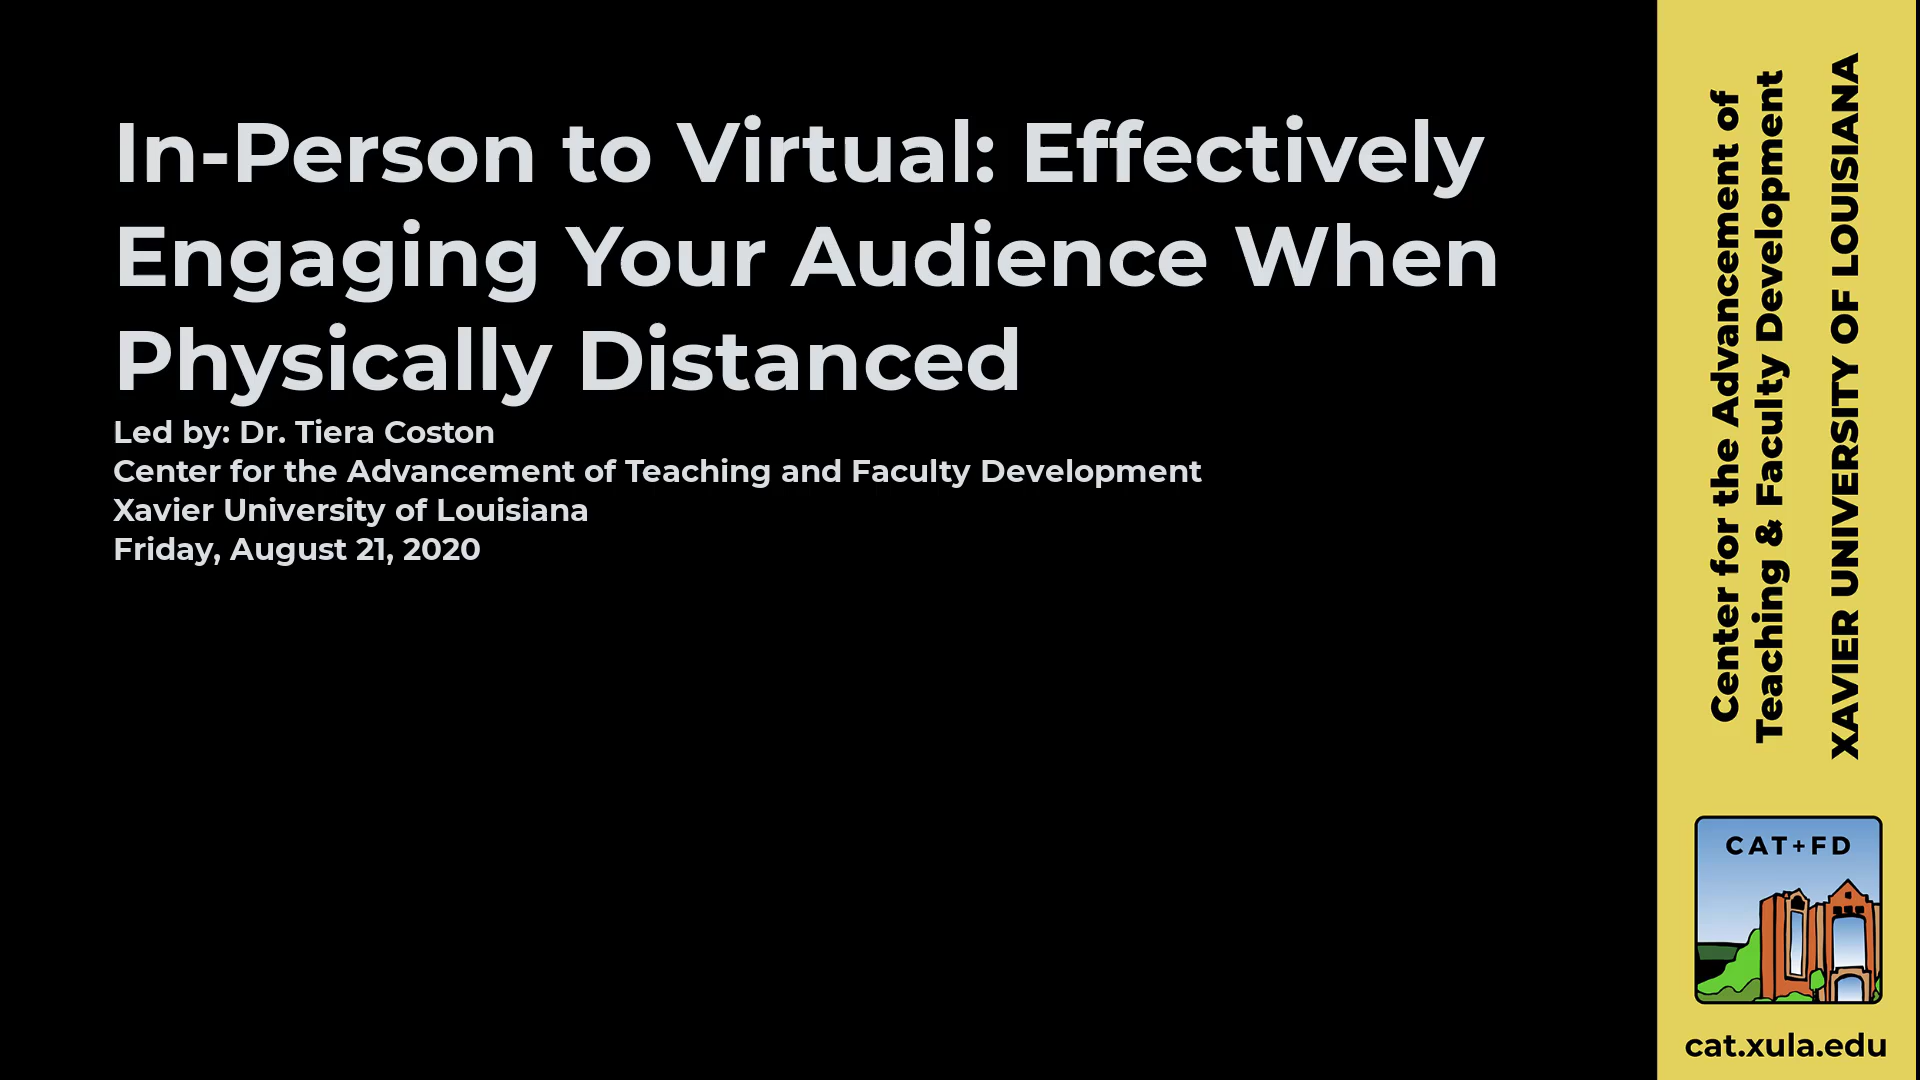 In-Person to Virtual: Effectively
Engaging Your Audience When
Physically Distanced
Led by: Dr. Tiera Coston
Center for the Advancement of Teaching and Faculty Development
Xavier University of Louisiana
Friday, August 21, 2020
Center for the Advancement of
Teaching & Faculty Development
XAVIER UNIVERSITY OF LOUISIANA
CAT+FD
cat.xula.edu